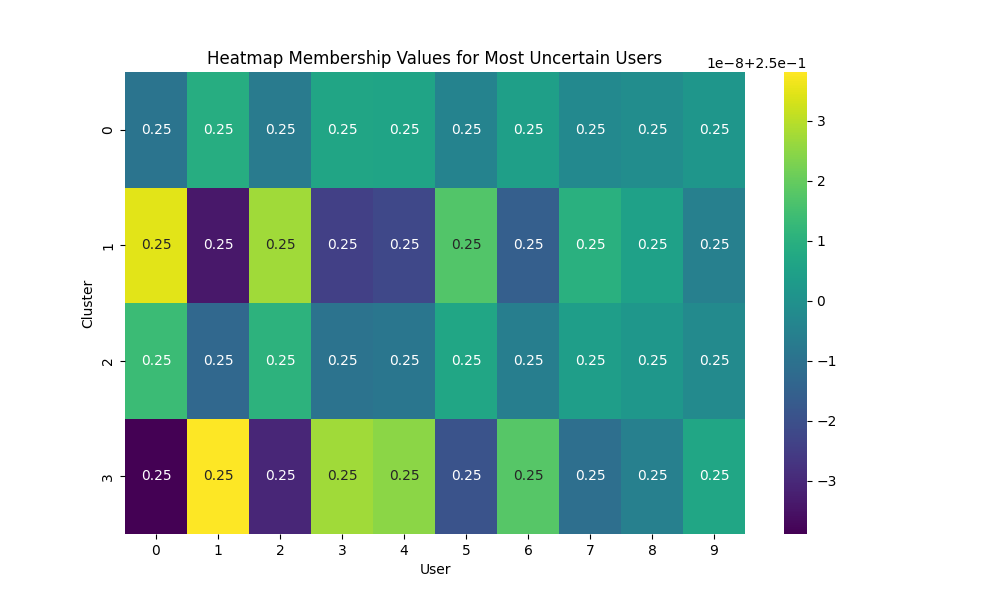 Heatmap Membership Values for Most Uncertain Users
1e−8+2.5e−1
0 0.25 0.25 0.25 0.25 0.25 0.25 0.25 0.25 0.25 0.25
1 0.25 0.25 0.25 0.25 0.25 0.25 0.25 0.25 0.25 0.25
2 0.25 0.25 0.25 0.25 0.25 0.25 0.25 0.25 0.25 0.25
3 0.25 0.25 0.25 0.25 0.25 0.25 0.25 0.25 0.25 0.25
Cluster
0 1 2 3 4 5 6 7 8 9
User
3
2
1
0
−1
−2
−3